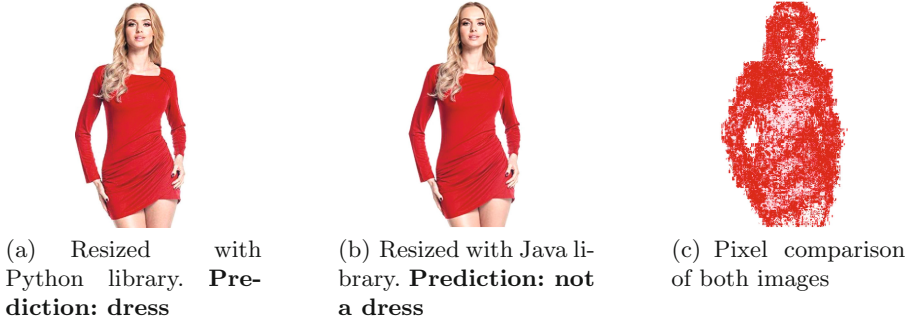 (a) Resized with
Python library. Pre-
diction: dress
(b) Resized with Java li-
brary. Prediction: not
a dress
(c) Pixel comparison
of both images